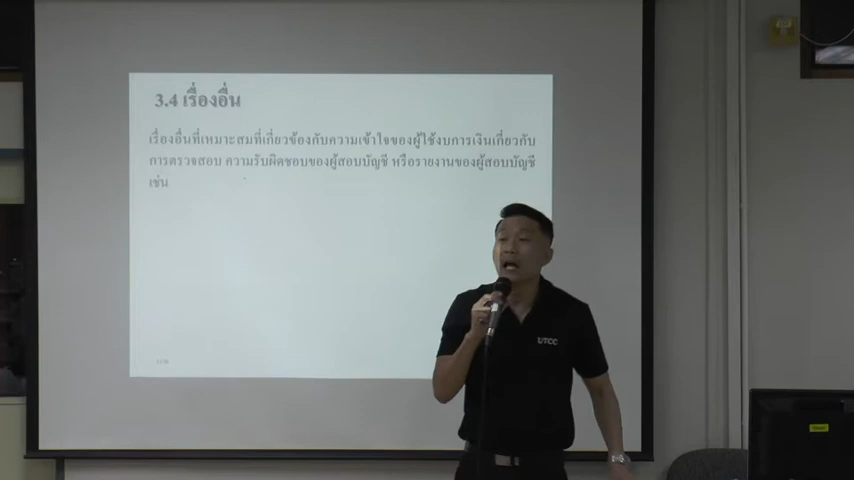 3.4 เรื่องอื่น
เรื่องอื่นที่เหมาะสมที่เกี่ยวข้องกับความเข้าใจของผู้ใช้งบการเงินเกี่ยวกับ
การตรวจสอบ ความรับผิดชอบของผู้สอบบัญชี หรือรายงานของผู้สอบบัญชี
เช่น
UTCC